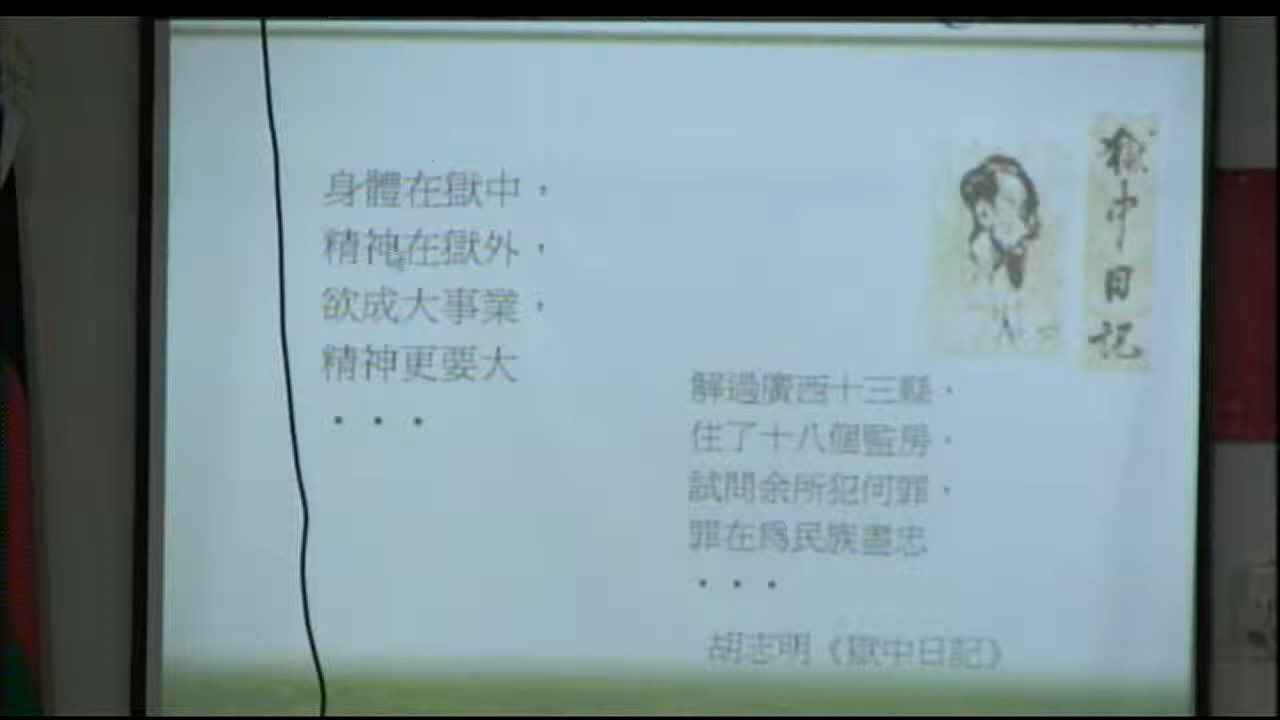 身體在獄中，
精神在獄外，
欲成大事業，
精神更要大
・・・
獄中日記
解過廣西十三縣，
住了十八個監房，
試問余所犯何罪，
罪在爲民族盡忠
・・・
胡志明《獄中日記》